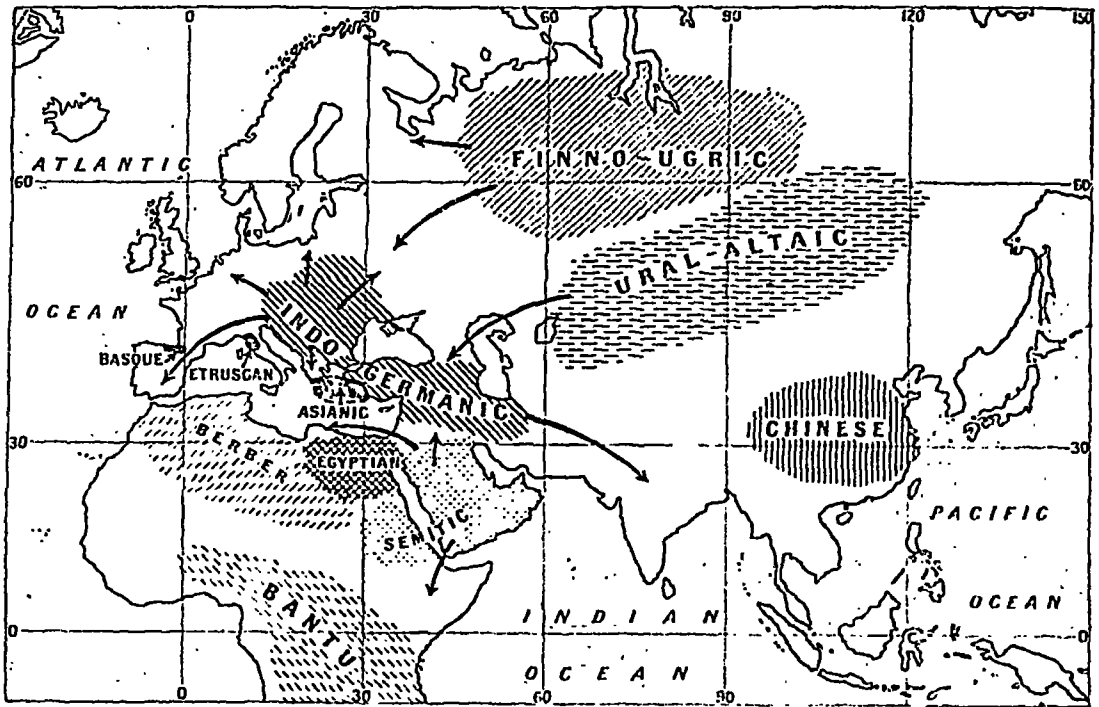 0 30 60 90 120 150
ATLANTIC
FINNO-UGRIC
60 60
URAL-ALTAIC
OCEAN
INDO
BASQUE
ETRUSCAN
GERMANIC
ASIANIC
CHINESE
30 30
BERBER
EGYPTIAN
SEMITIC
PACIFIC
BANTU
INDIAN
OCEAN
0 0
OCEAN
0 30 60 90 120